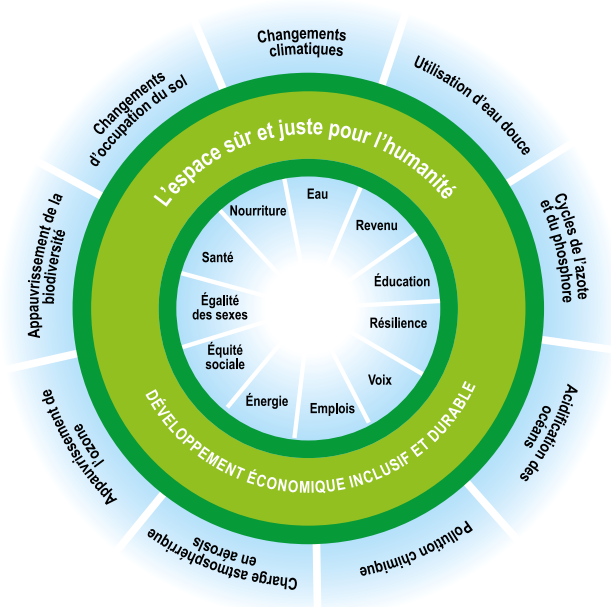 Changements
climatiques
Utilisation d'eau douce
Cycles de l'azote
et du phosphore
Acidification des
océans
Pollution chimique
Charge astmosphérrique
en aérosls
Appauvrissement de
l'ozone
Appauvrissement de la
biodiversité
Changements
d'occupation du sol
L'espace sûr et juste pour l'humanité
Eau
Revenu
Éducation
Résilience
Voix
Emplois
Énergie
Équité
sociale
Égalité
des sexes
Santé
Nourriture
DÉVELOPPEMENT ÉCONOMIQUE INCLUSIF ET DURABLE